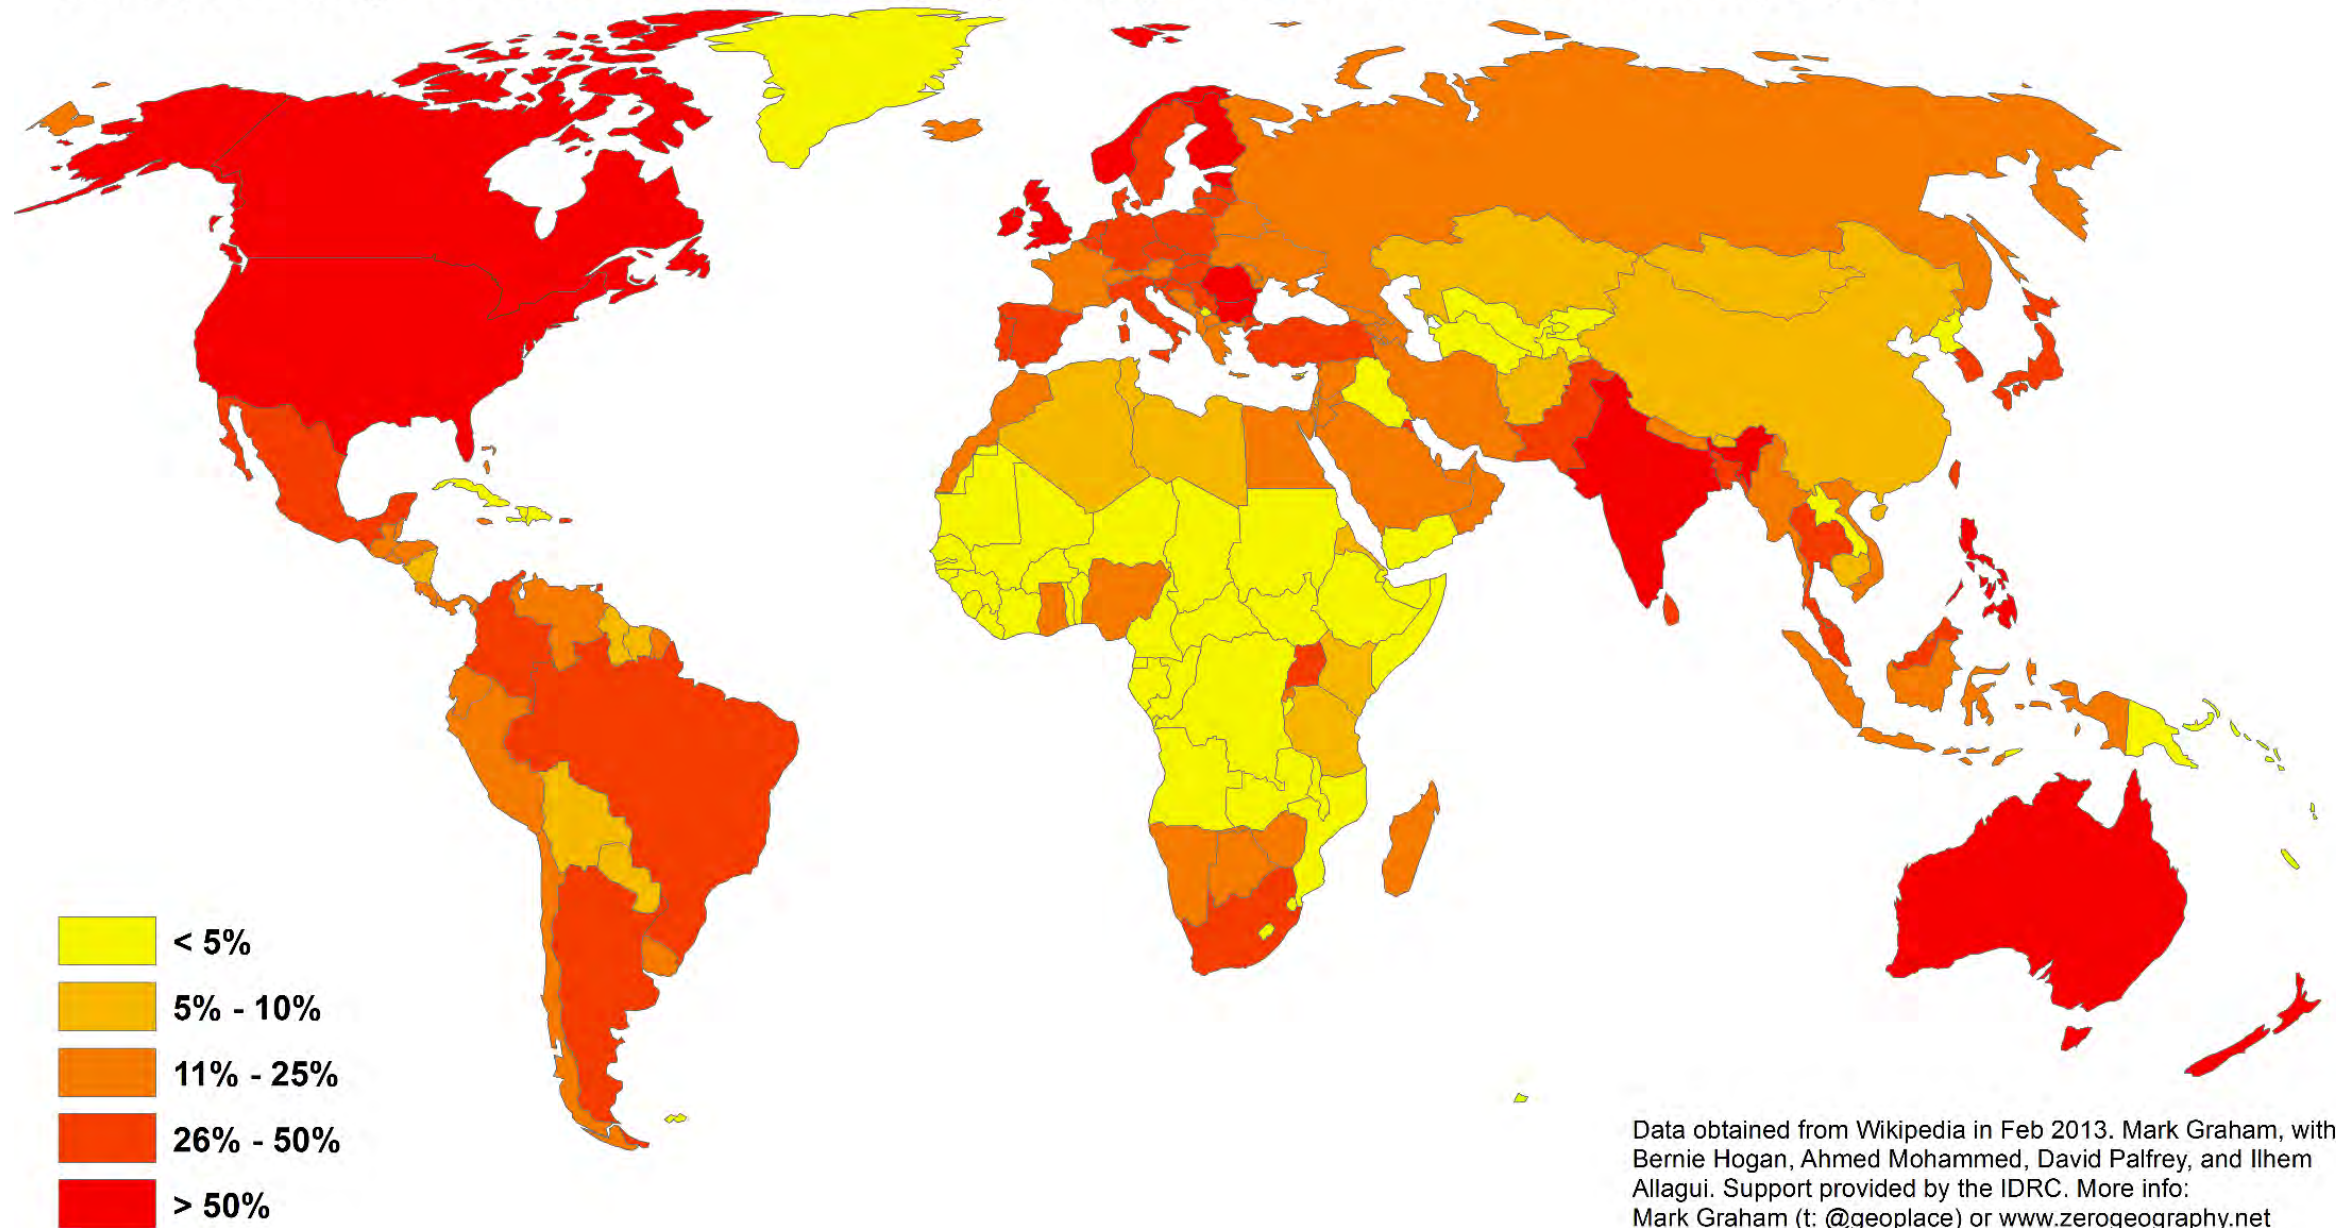 < 5%
5% - 10%
11% - 25%
26% - 50%
> 50%
Data obtained from Wikipedia in Feb 2013. Mark Graham, with
Bernie Hogan, Ahmed Mohammed, David Palfrey, and Ilhem
Allagui. Support provided by the IDRC. More info:
Mark Graham (t: @geoplace) or www.zerogeography.net